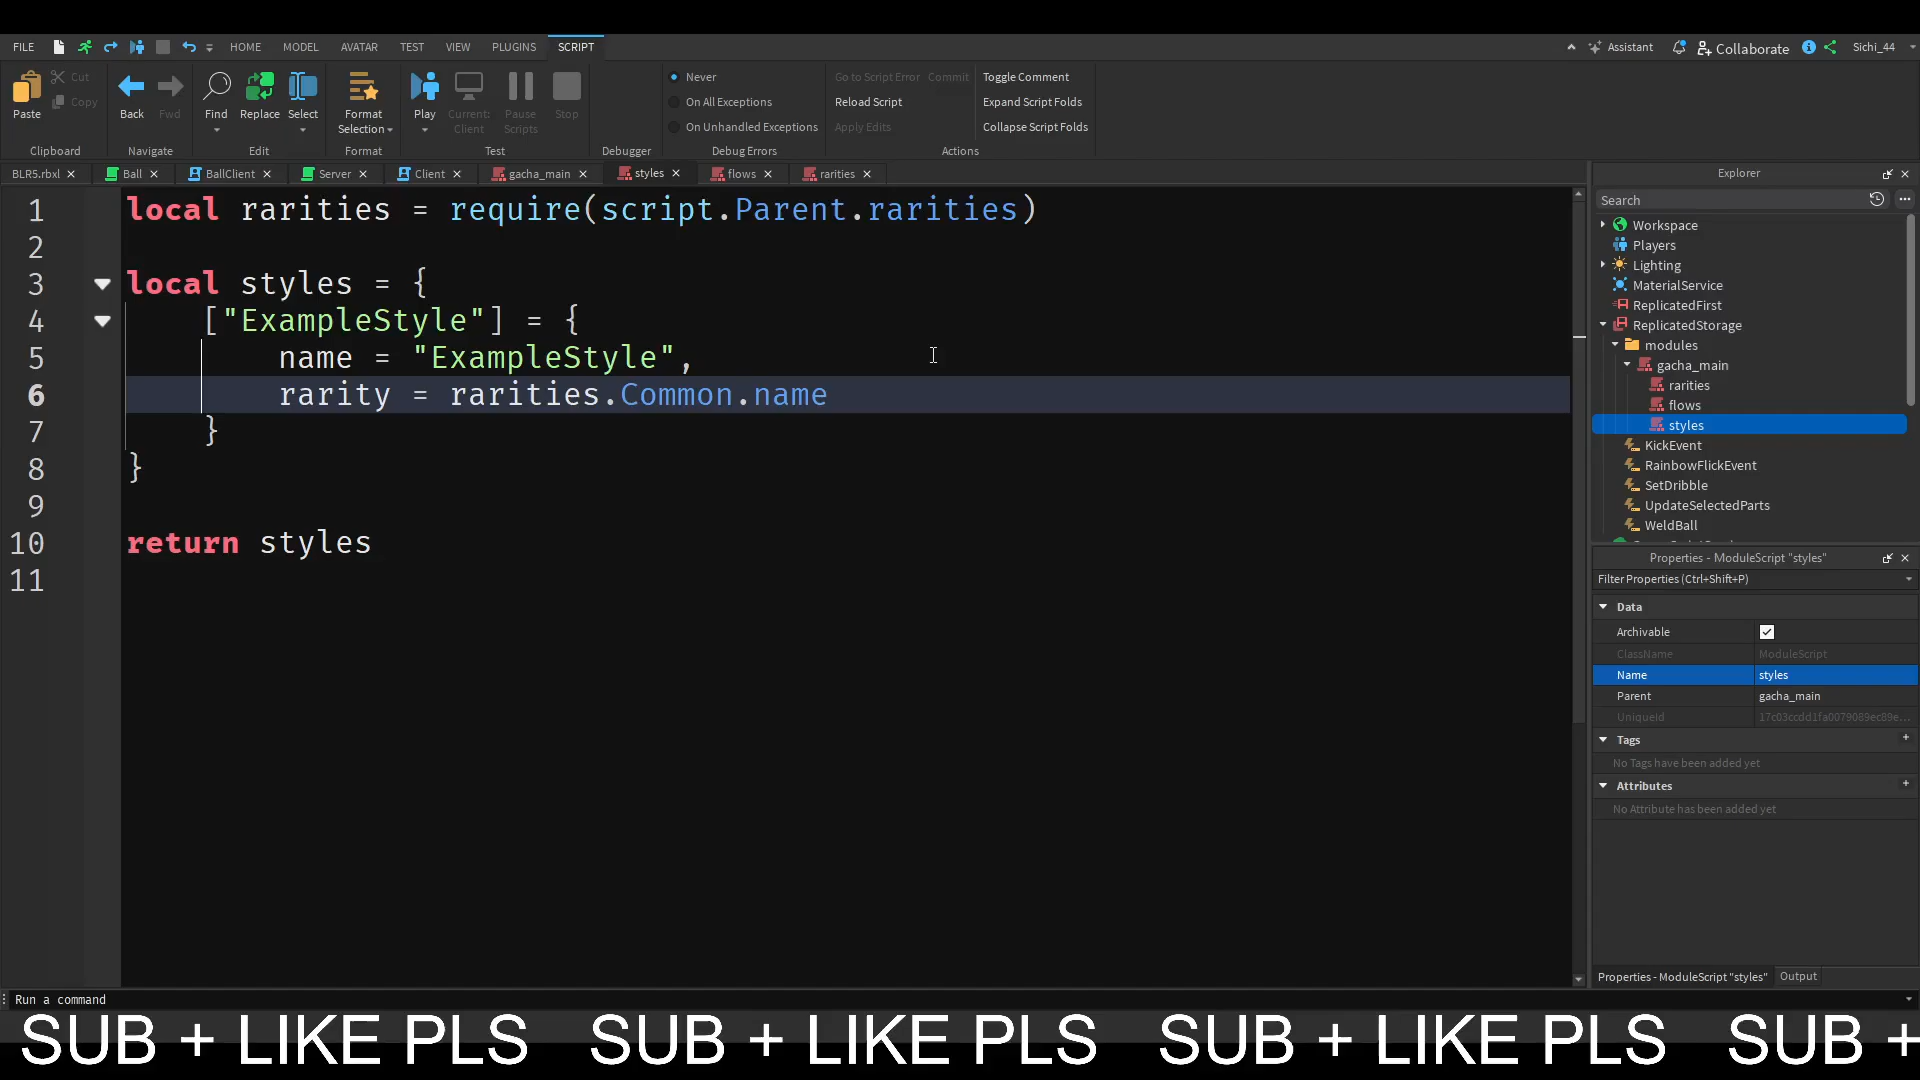 FILE HOME MODEL AVATAR TEST VIEW PLUGINS SCRIPT Assistant Collaborate Sichi_44
Paste Cut Copy Back Fwd Find Replace Select Format Selection Play Current: Client Pause Scripts Stop
Never
On All Exceptions
On Unhandled Exceptions
Go to Script Error Commit
Reload Script
Apply Edits
Toggle Comment
Expand Script Folds
Collapse Script Folds
Clipboard Navigate Edit Format Test Debugger Debug Errors Actions
BLR5.rbxl Ball BallClient Server Client gacha_main styles flows rarities
1 local rarities = require(script.Parent.rarities)
2
3 local styles = {
4 ["ExampleStyle"] = {
5 name = "ExampleStyle",
6 rarity = rarities.Common.name
7 }
8 }
9
10 return styles
11
Explorer
Search
Workspace
Players
Lighting
MaterialService
ReplicatedFirst
ReplicatedStorage
modules
gacha_main
rarities
flows
styles
KickEvent
RainbowFlickEvent
SetDribble
UpdateSelectedParts
WeldBall
Properties - ModuleScript "styles"
Filter Properties (Ctrl+Shift+P)
Data
Archivable
ClassName ModuleScript
Name styles
Parent gacha_main
UniqueId 17c03ccdd1fa0079089ec89e...
Tags
No Tags have been added yet
Attributes
No Attribute has been added yet
Properties - ModuleScript "styles" Output
Run a command
SUB + LIKE PLS SUB + LIKE PLS SUB + LIKE PLS SUB +